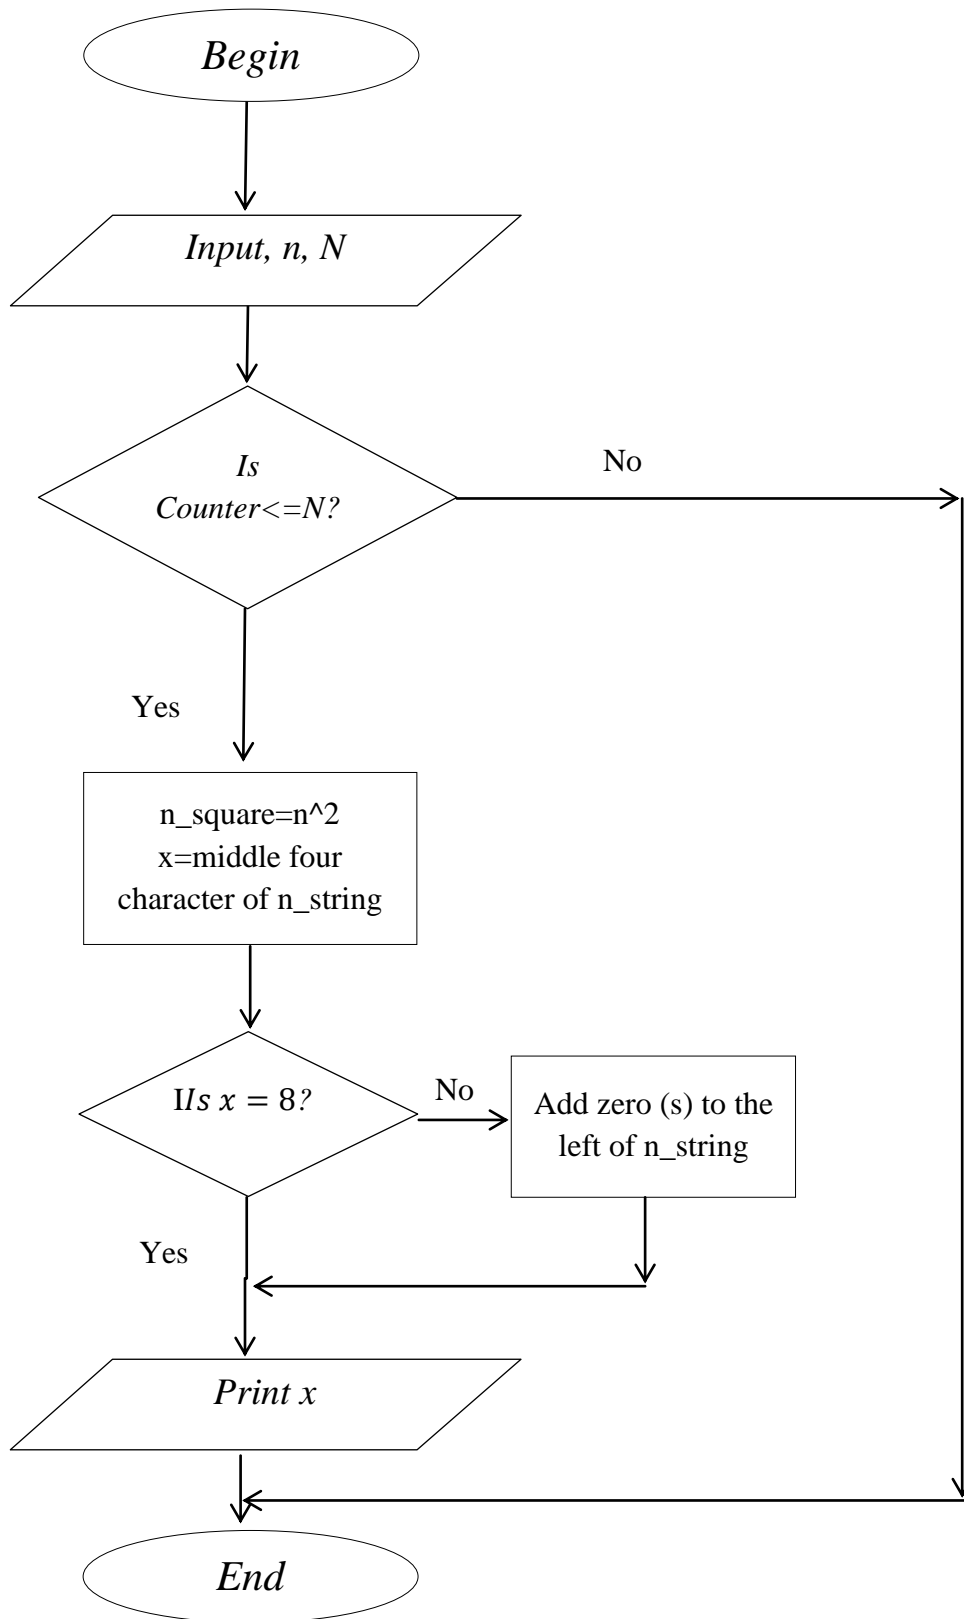 Begin
Input, n, N
Is
Counter<=N?
No
Yes
n_square=n^2
x=middle four
character of n_string
IIs x = 8?
No
Add zero (s) to the
left of n_string
Yes
Print x
End